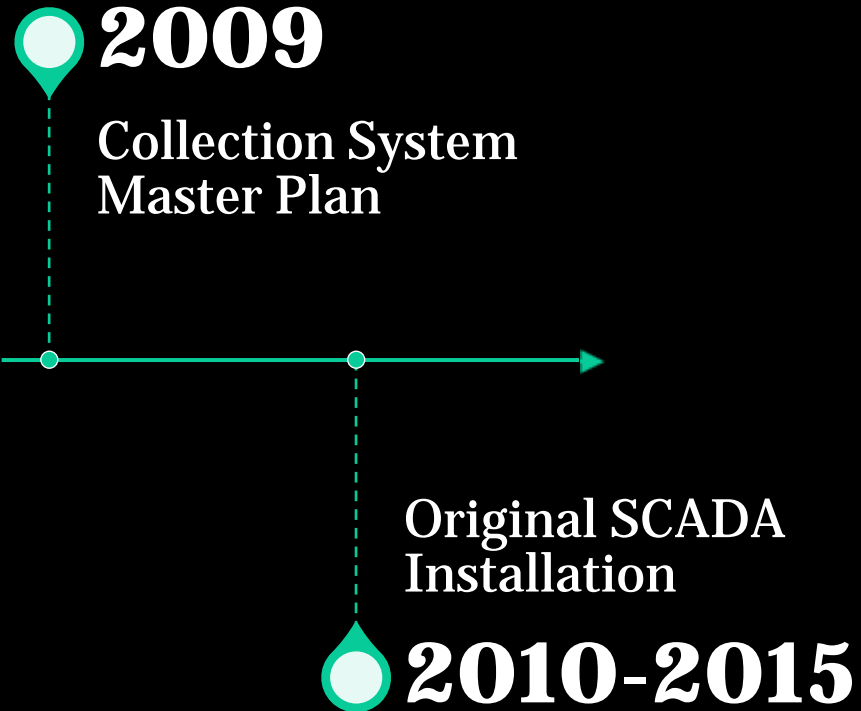 2009
Collection System
Master Plan
Original SCADA
Installation
2010-2015